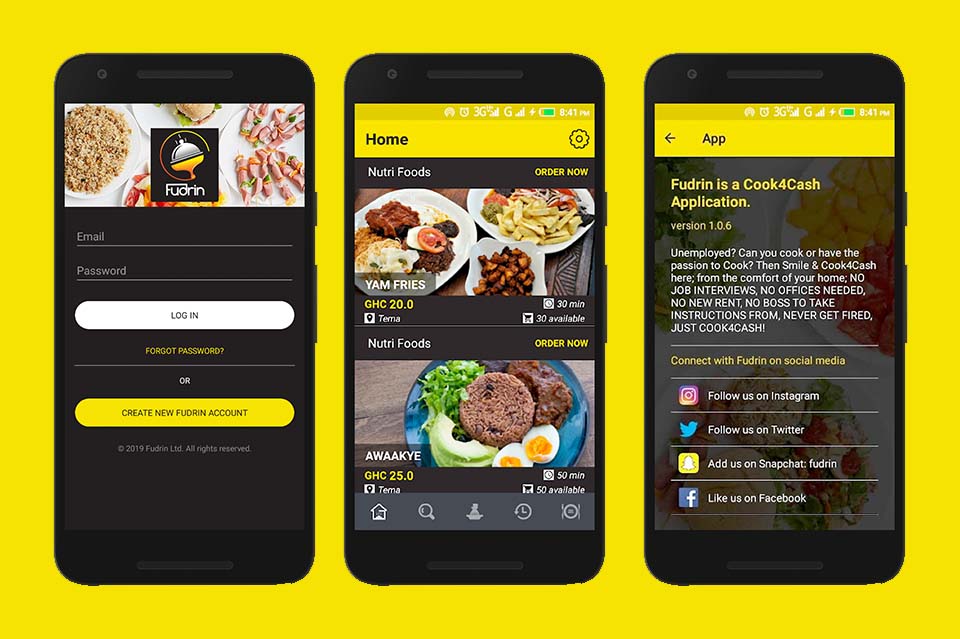 Fudrin
Email
Password
LOG IN
FORGOT PASSWORD?
OR
CREATE NEW FUDRIN ACCOUNT
© 2019 Fudrin Ltd. All rights reserved.
3G G 8:41 PM
Home
Nutri Foods ORDER NOW
YAM FRIES
GHC 20.0 30 min
Tema 30 available
Nutri Foods ORDER NOW
AWAAKYE
GHC 25.0 50 min
Tema 50 available
3G G 8:41 PM
App
Fudrin is a Cook4Cash
Application.
version 1.0.6
Unemployed? Can you cook or have the
passion to Cook? Then Smile & Cook4Cash
here; from the comfort of your home; NO
JOB INTERVIEWS, NO OFFICES NEEDED,
NO NEW RENT, NO BOSS TO TAKE
INSTRUCTIONS FROM, NEVER GET FIRED,
JUST COOK4CASH!
Connect with Fudrin on social media
Follow us on Instagram
Follow us on Twitter
Add us on Snapchat: fudrin
Like us on Facebook